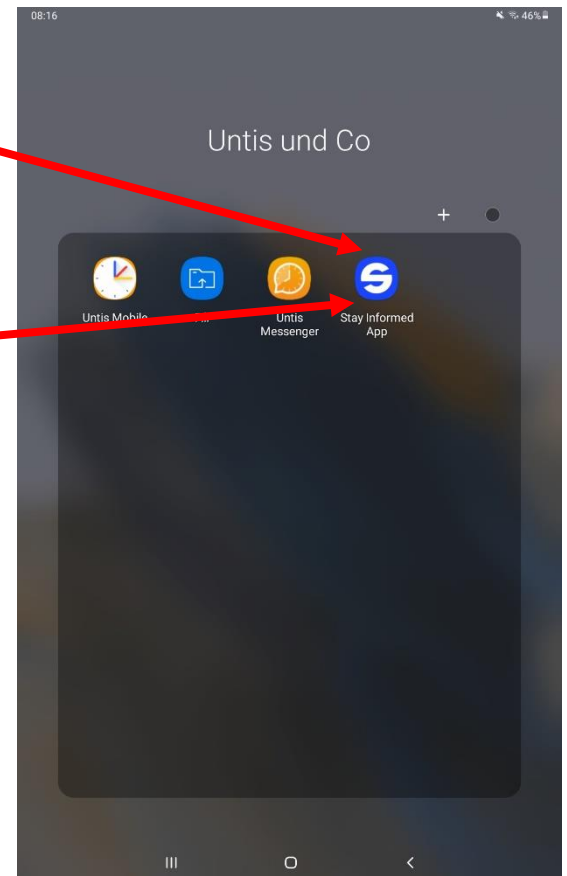 08:16
46%
Untis und Co
Untis Mobile
Untis
Messenger
Stay Informed
App